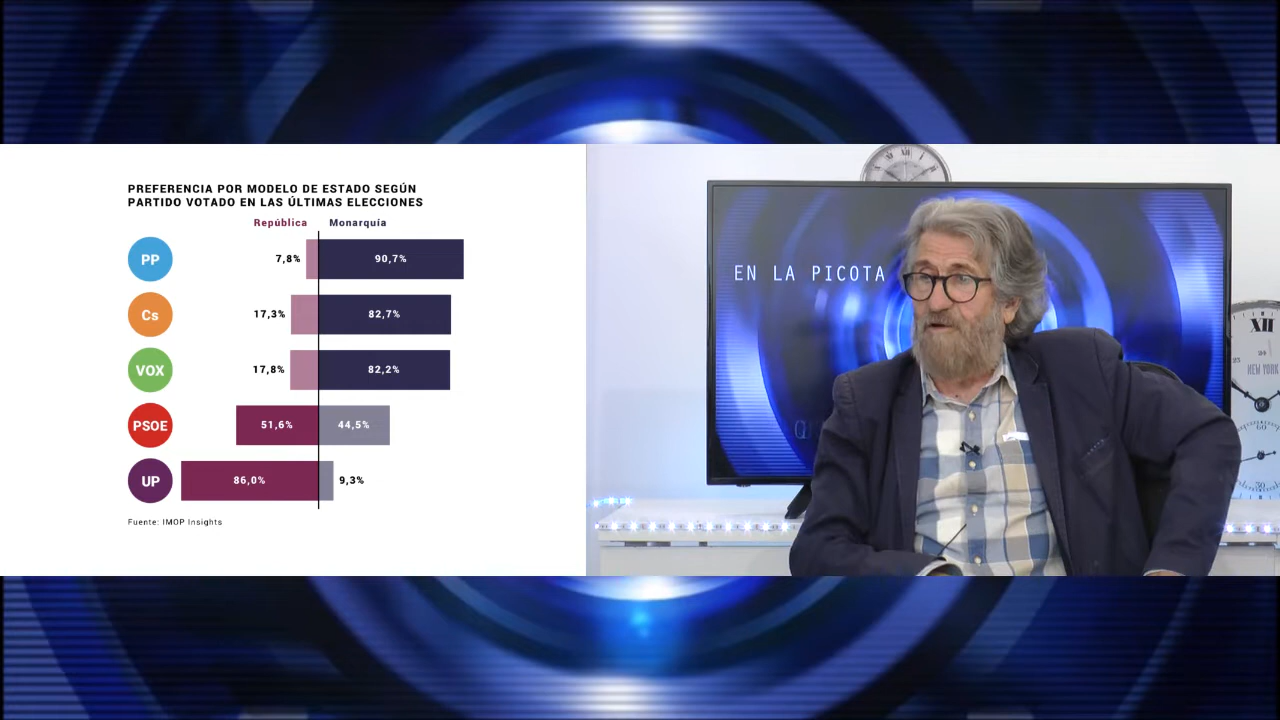 PREFERENCIA POR MODELO DE ESTADO SEGÚN
PARTIDO VOTADO EN LAS ÚLTIMAS ELECCIONES
República Monarquía
PP 7,8% 90,7%
Cs 17,3% 82,7%
VOX 17,8% 82,2%
PSOE 51,6% 44,5%
UP 86,0% 9,3%
Fuente: IMOP Insights
EN LA PICOTA
XII
NEW YORK
60